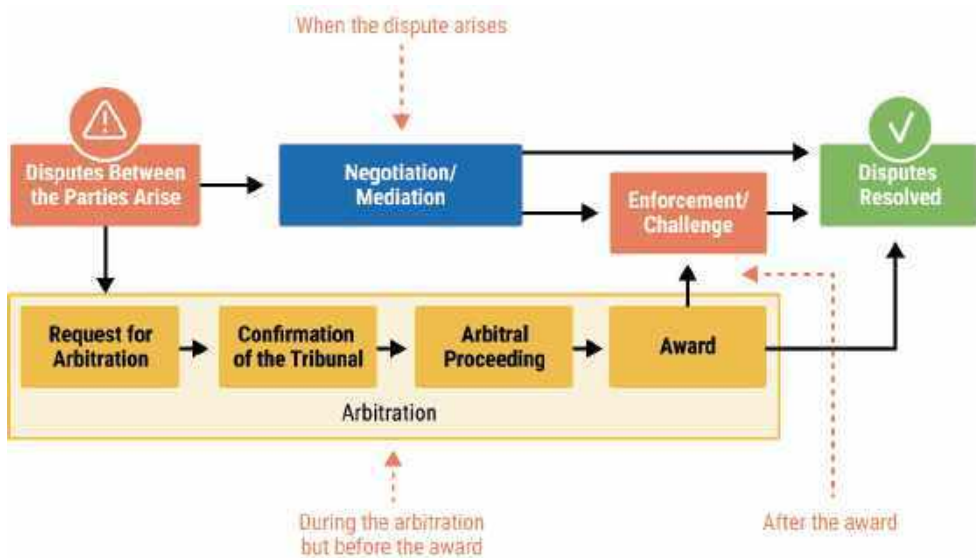 When the dispute arises
Disputes Between
the Parties Arise
Negotiation/
Mediation
Enforcement/
Challenge
Disputes
Resolved
Request for
Arbitration
Confirmation
of the Tribunal
Arbitral
Proceeding
Award
Arbitration
During the arbitration
but before the award
After the award